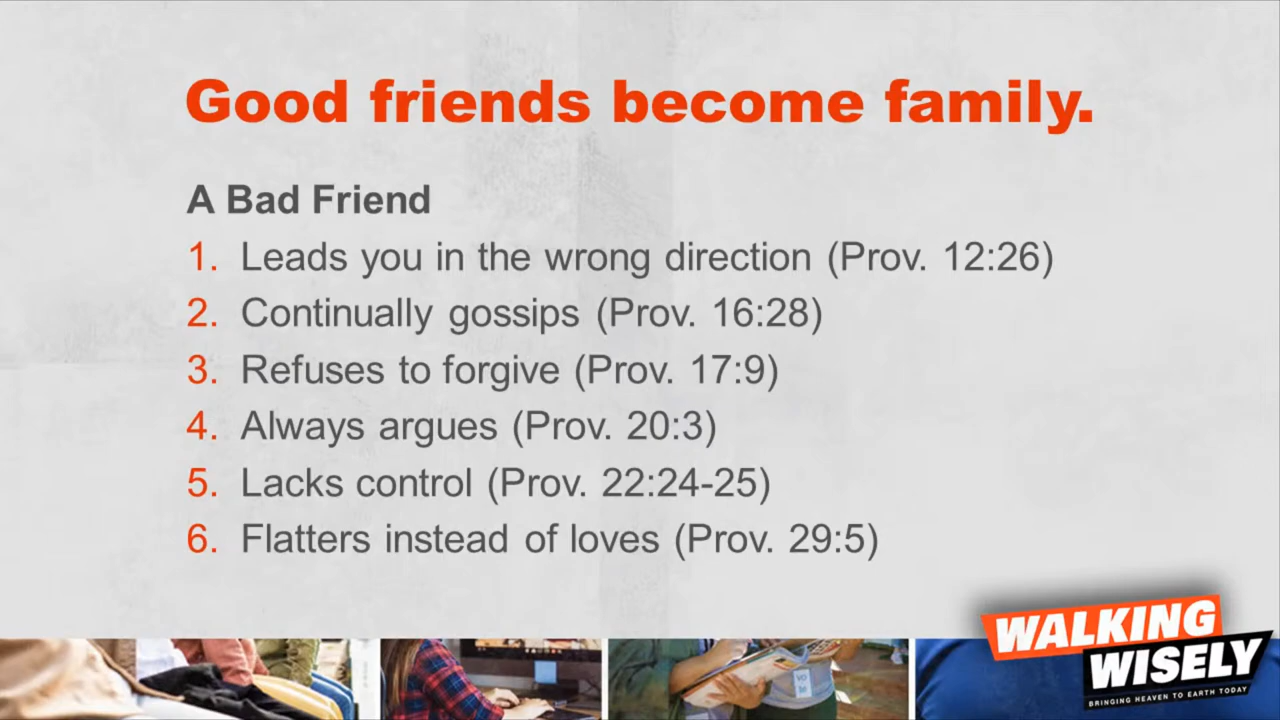 Good friends become family.
A Bad Friend
1. Leads you in the wrong direction (Prov. 12:26)
2. Continually gossips (Prov. 16:28)
3. Refuses to forgive (Prov. 17:9)
4. Always argues (Prov. 20:3)
5. Lacks control (Prov. 22:24-25)
6. Flatters instead of loves (Prov. 29:5)
WALKING
WISELY
BRINGING HEAVEN TO EARTH TODAY